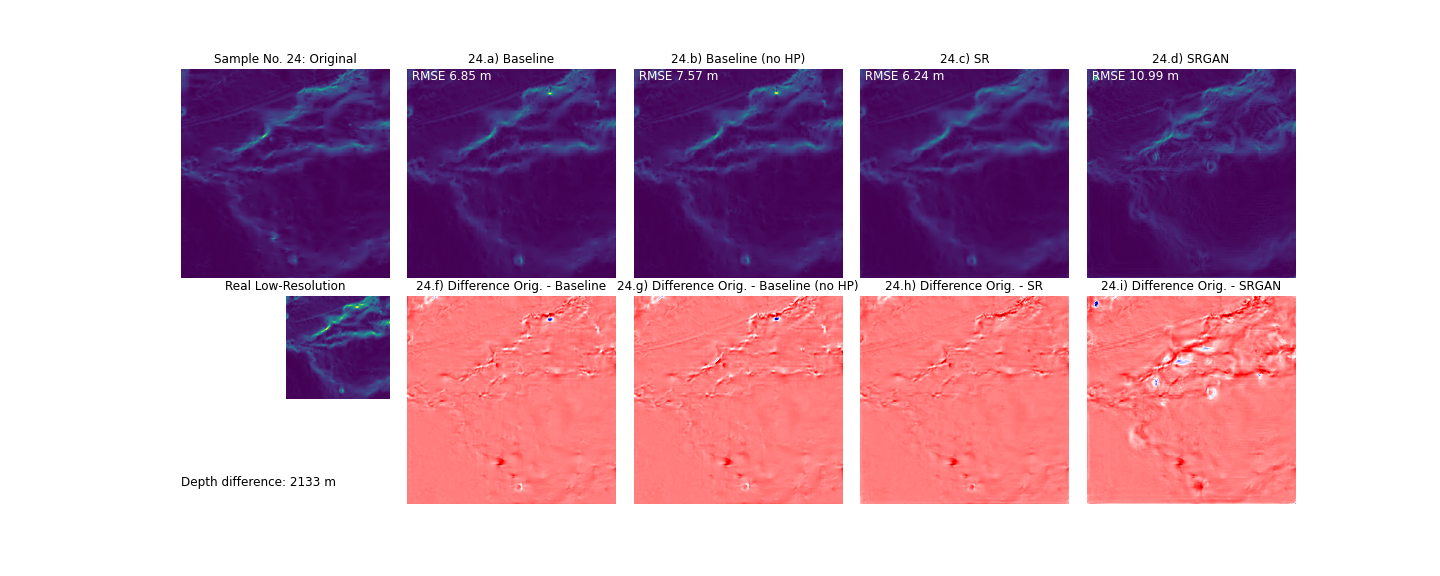 Sample No. 24: Original
24.a) Baseline
24.b) Baseline (no HP)
24.c) SR
24.d) SRGAN
RMSE 6.85 m
RMSE 7.57 m
RMSE 6.24 m
RMSE 10.99 m
Real Low-Resolution
24.f) Difference Orig. - Baseline
24.g) Difference Orig. - Baseline (no HP)
24.h) Difference Orig. - SR
24.i) Difference Orig. - SRGAN
Depth difference: 2133 m